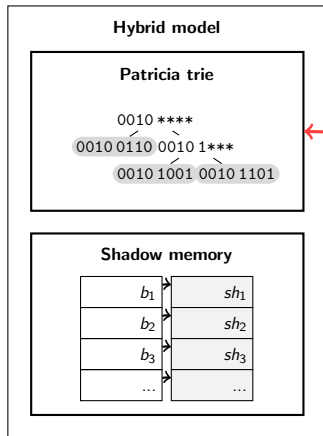 Hybrid model
Patricia trie
0010 ****
0010 0110 0010 1***
0010 1001 0010 1101
Shadow memory
b1 sh1
b2 sh2
b3 sh3
... ...